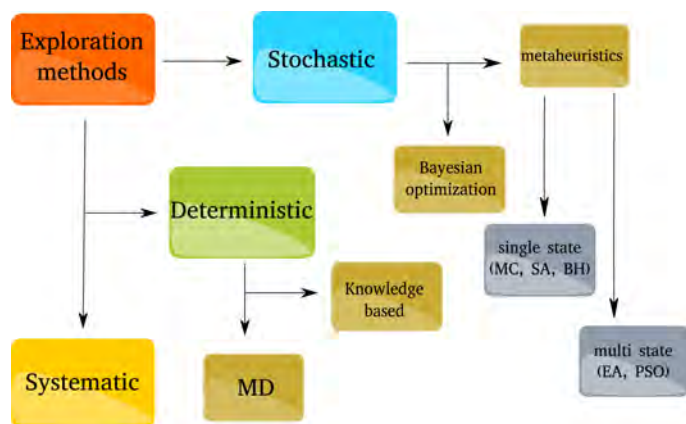 Exploration
methods
Stochastic
metaheuristics
Bayesian
optimization
Deterministic
single state
(MC, SA, BH)
Knowledge
based
multi state
(EA, PSO)
Systematic
MD